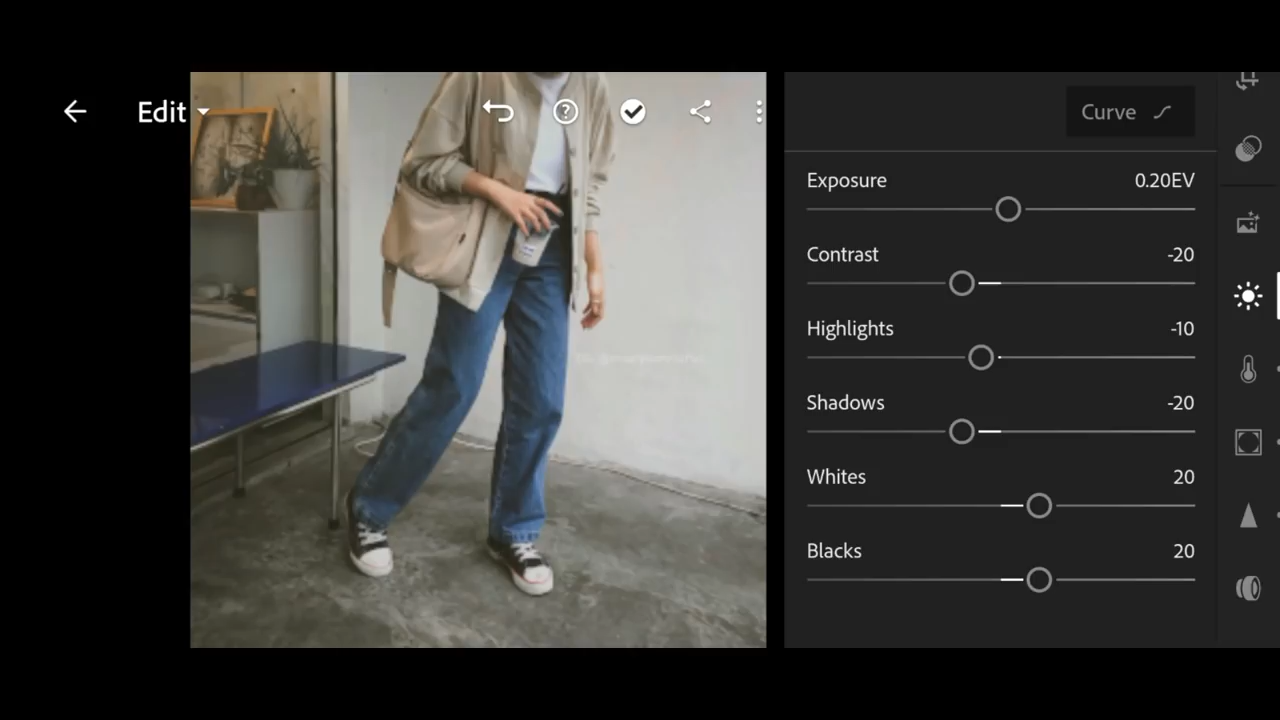 Edit
Curve
Exposure 0.20EV
Contrast -20
Highlights -10
Shadows -20
Whites 20
Blacks 20